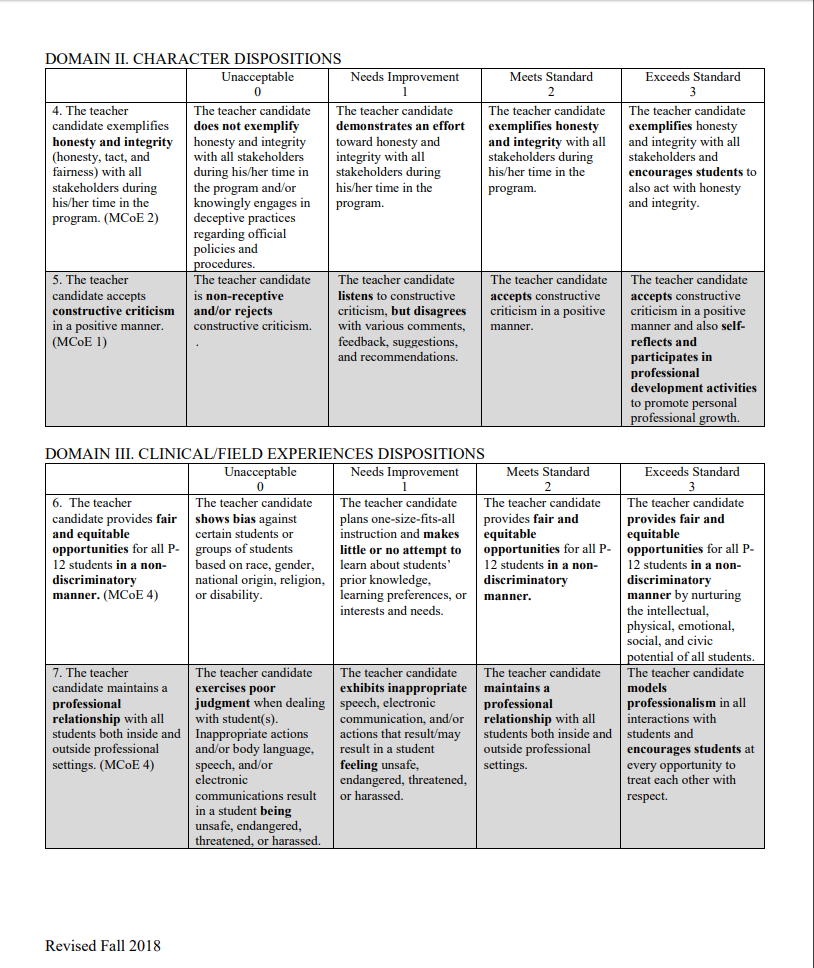 DOMAIN II. CHARACTER DISPOSITIONS
Unacceptable
0
Needs Improvement
1
Meets Standard
2
Exceeds Standard
3
4. The teacher
candidate exemplifies
honesty and integrity
(honesty, tact, and
fairness) with all
stakeholders during
his/her time in the
program. (MCoE 2)
The teacher candidate
does not exemplify
honesty and integrity
with all stakeholders
during his/her time in
the program and/or
knowingly engages in
deceptive practices
regarding official
policies and
procedures.
The teacher candidate
demonstrates an effort
toward honesty and
integrity with all
stakeholders during
his/her time in the
program.
The teacher candidate
exemplifies honesty
and integrity with all
stakeholders during
his/her time in the
program.
The teacher candidate
exemplifies honesty
and integrity with all
stakeholders and
encourages students to
also act with honesty
and integrity.
5. The teacher
candidate accepts
constructive criticism
in a positive manner.
(MCoE 1)
The teacher candidate
is non-receptive
and/or rejects
constructive criticism.
.
The teacher candidate
listens to constructive
criticism, but disagrees
with various comments,
feedback, suggestions,
and recommendations.
The teacher candidate
accepts constructive
criticism in a positive
manner.
The teacher candidate
accepts constructive
criticism in a positive
manner and also self-
reflects and
participates in
professional
development activities
to promote personal
professional growth.
DOMAIN III. CLINICAL/FIELD EXPERIENCES DISPOSITIONS
Unacceptable
0
Needs Improvement
1
Meets Standard
2
Exceeds Standard
3
6. The teacher
candidate provides fair
and equitable
opportunities for all P-
12 students in a non-
discriminatory
manner. (MCoE 4)
The teacher candidate
shows bias against
certain students or
groups of students
based on race, gender,
national origin, religion,
or disability.
The teacher candidate
plans one-size-fits-all
instruction and makes
little or no attempt to
learn about students’
prior knowledge,
learning preferences, or
interests and needs.
The teacher candidate
provides fair and
equitable
opportunities for all P-
12 students in a non-
discriminatory
manner.
The teacher candidate
provides fair and
equitable
opportunities for all P-
12 students in a non-
discriminatory
manner by nurturing
the intellectual,
physical, emotional,
social, and civic
potential of all students.
7. The teacher
candidate maintains a
professional
relationship with all
students both inside and
outside professional
settings. (MCoE 4)
The teacher candidate
exercises poor
judgment when dealing
with student(s).
Inappropriate actions
and/or body language,
speech, and/or
electronic
communications result
in a student being
unsafe, endangered,
threatened, or harassed.
The teacher candidate
exhibits inappropriate
speech, electronic
communication, and/or
actions that result/may
result in a student
feeling unsafe,
endangered, threatened,
or harassed.
The teacher candidate
maintains a
professional
relationship with all
students both inside and
outside professional
settings.
The teacher candidate
models
professionalism in all
interactions with
students and
encourages students at
every opportunity to
treat each other with
respect.
Revised Fall 2018